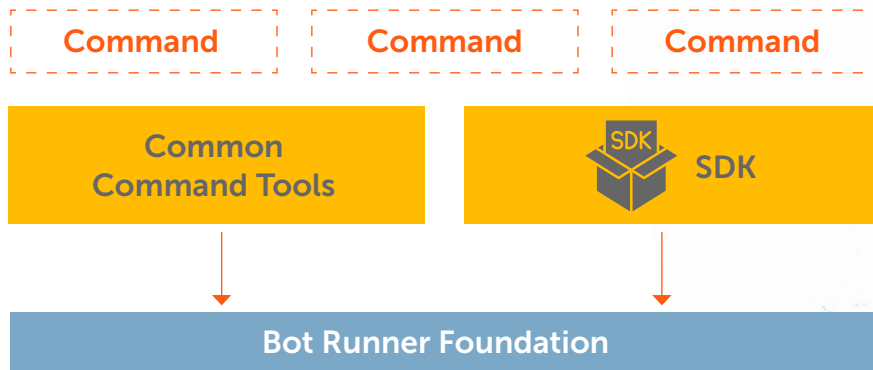 Command
Command
Command
Common
Command Tools
SDK
SDK
Bot Runner Foundation